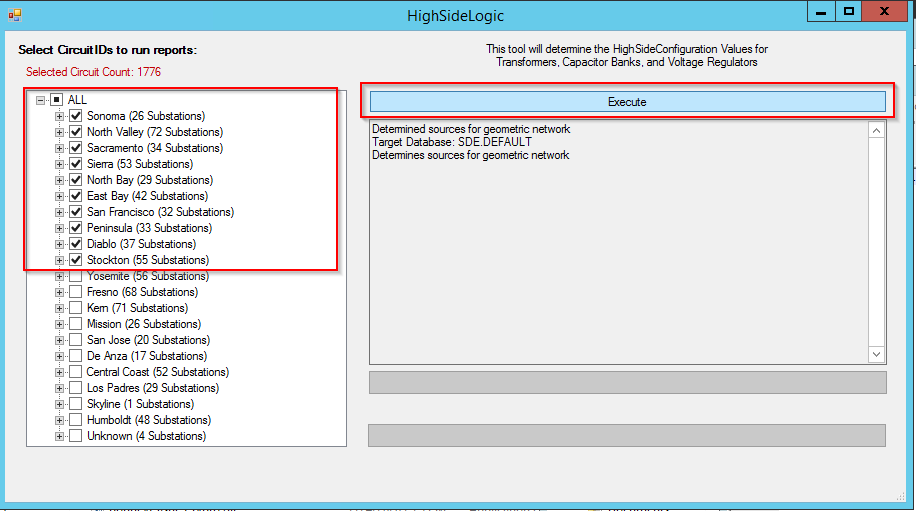 HighSideLogic
Select CircuitIDs to run reports:
Selected Circuit Count: 1776
ALL
Sonoma (26 Substations)
North Valley (72 Substations)
Sacramento (34 Substations)
Sierra (53 Substations)
North Bay (29 Substations)
East Bay (42 Substations)
San Francisco (32 Substations)
Peninsula (33 Substations)
Diablo (37 Substations)
Stockton (55 Substations)
Yosemite (56 Substations)
Fresno (68 Substations)
Kern (71 Substations)
Mission (26 Substations)
San Jose (20 Substations)
De Anza (17 Substations)
Central Coast (52 Substations)
Los Padres (29 Substations)
Skyline (1 Substations)
Humboldt (48 Substations)
Unknown (4 Substations)
This tool will determine the HighSideConfiguration Values for
Transformers, Capacitor Banks, and Voltage Regulators
Execute
Determined sources for geometric network
Target Database: SDE.DEFAULT
Determines sources for geometric network